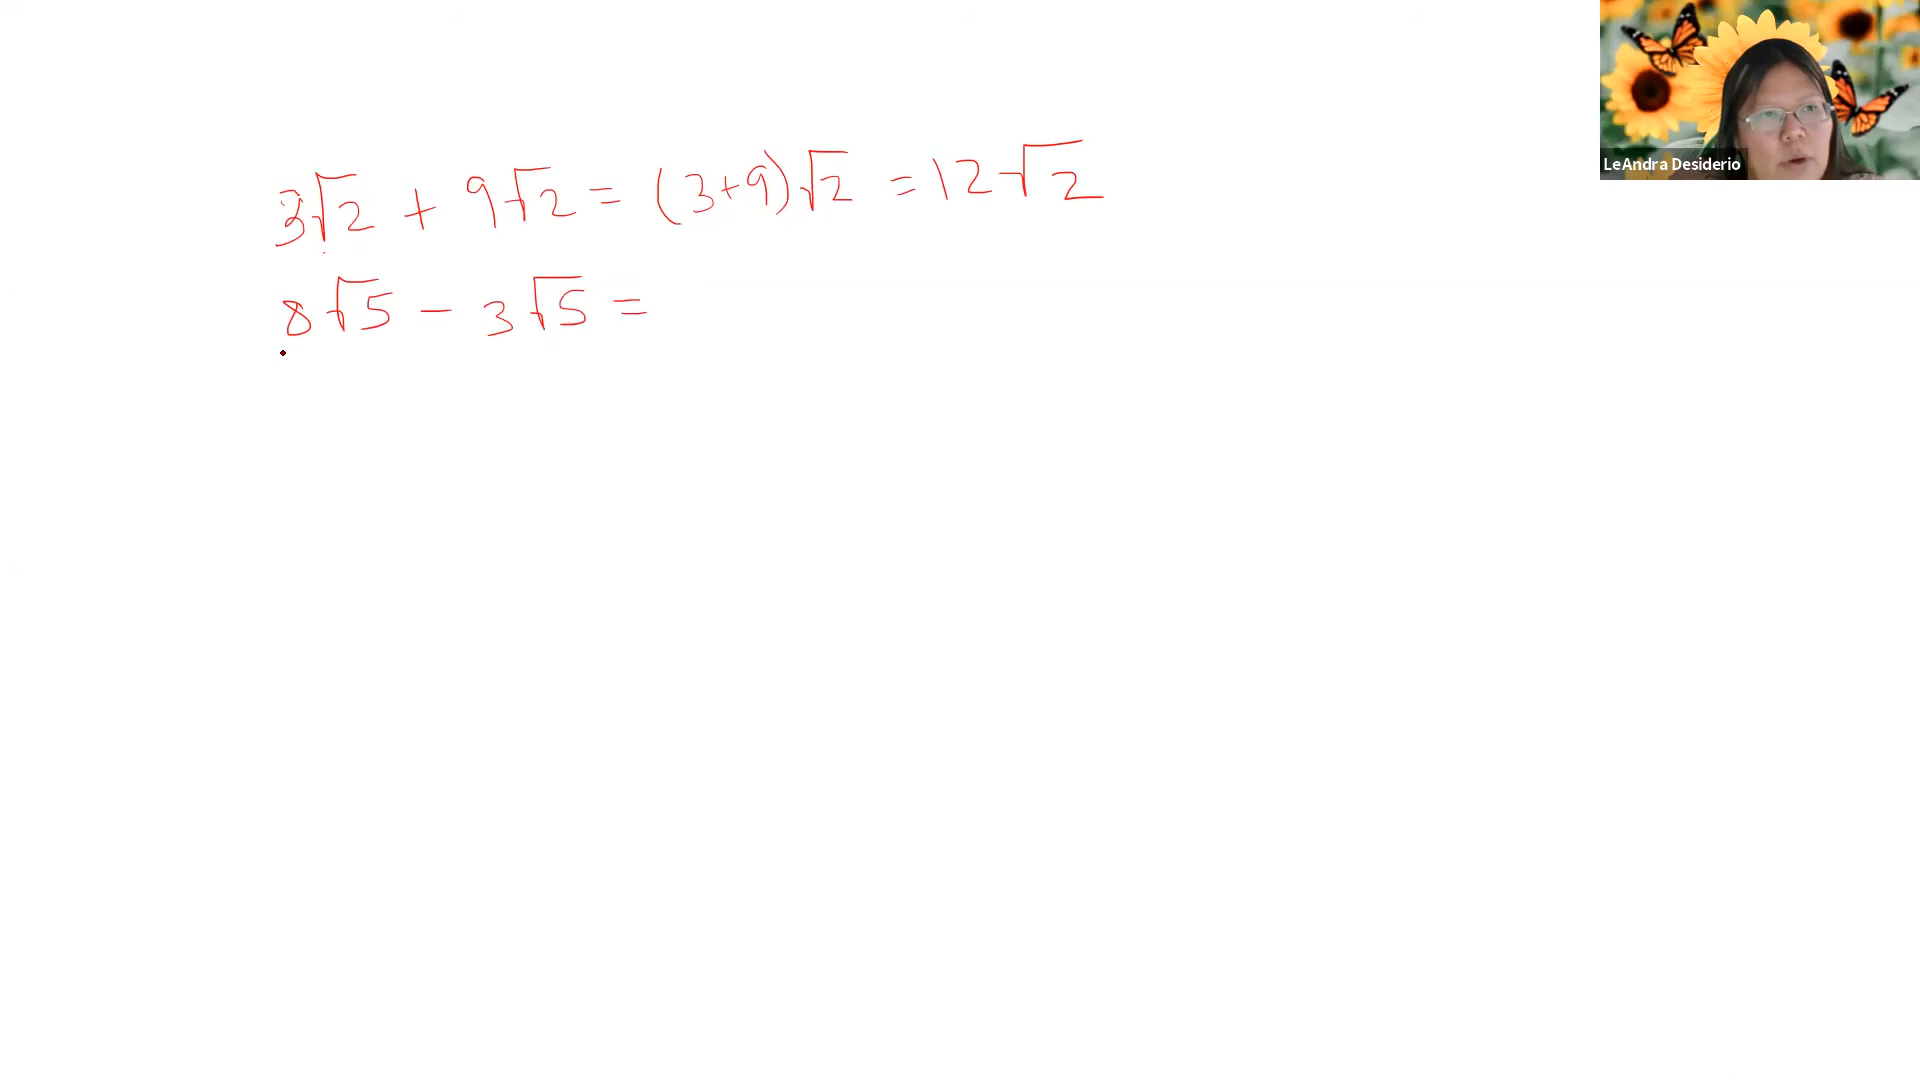 LeAndra Desiderio
3√2 + 9√2 = (3+9)√2 = 12√2
8√5 - 3√5 =